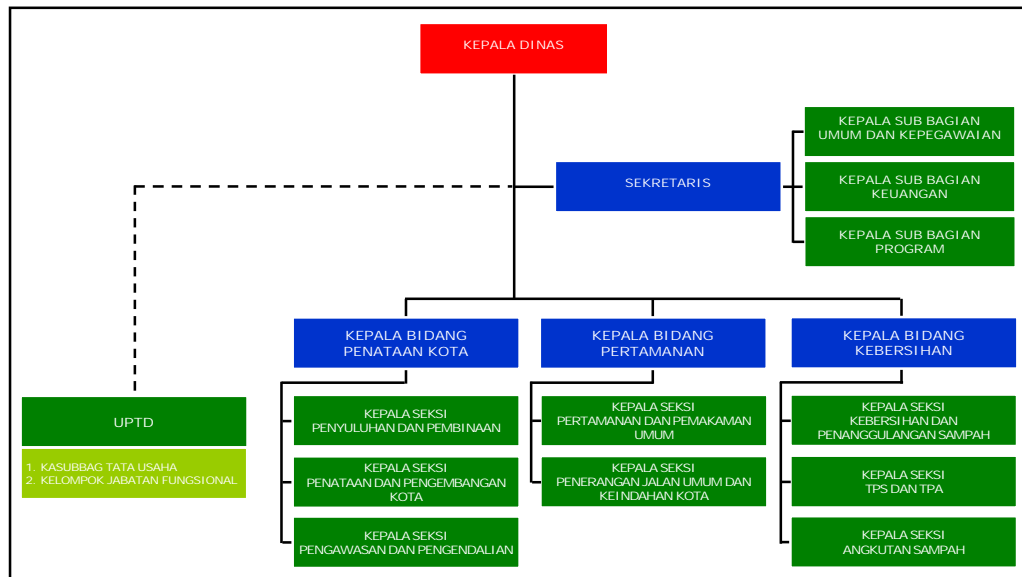 KEPALA DINAS
KEPALA SUB BAGIAN
UMUM DAN KEPEGAWAIAN
SEKRETARIS
KEPALA SUB BAGIAN
KEUANGAN
KEPALA SUB BAGIAN
PROGRAM
KEPALA BIDANG
PENATAAN KOTA
KEPALA BIDANG
PERTAMANAN
KEPALA BIDANG
KEBERSIHAN
UPTD
1. KASUBBAG TATA USAHA
2. KELOMPOK JABATAN FUNGSIONAL
KEPALA SEKSI
PENYULUHAN DAN PEMBINAAN
KEPALA SEKSI
PENATAAN DAN PENGEMBANGAN
KOTA
KEPALA SEKSI
PENGAWASAN DAN PENGENDALIAN
KEPALA SEKSI
PERTAMANAN DAN PEMAKAMAN
UMUM
KEPALA SEKSI
PENERANGAN JALAN UMUM DAN
KEINDAHAN KOTA
KEPALA SEKSI
KEBERSIHAN DAN
PENANGGULANGAN SAMPAH
KEPALA SEKSI
TPS DAN TPA
KEPALA SEKSI
ANGKUTAN SAMPAH